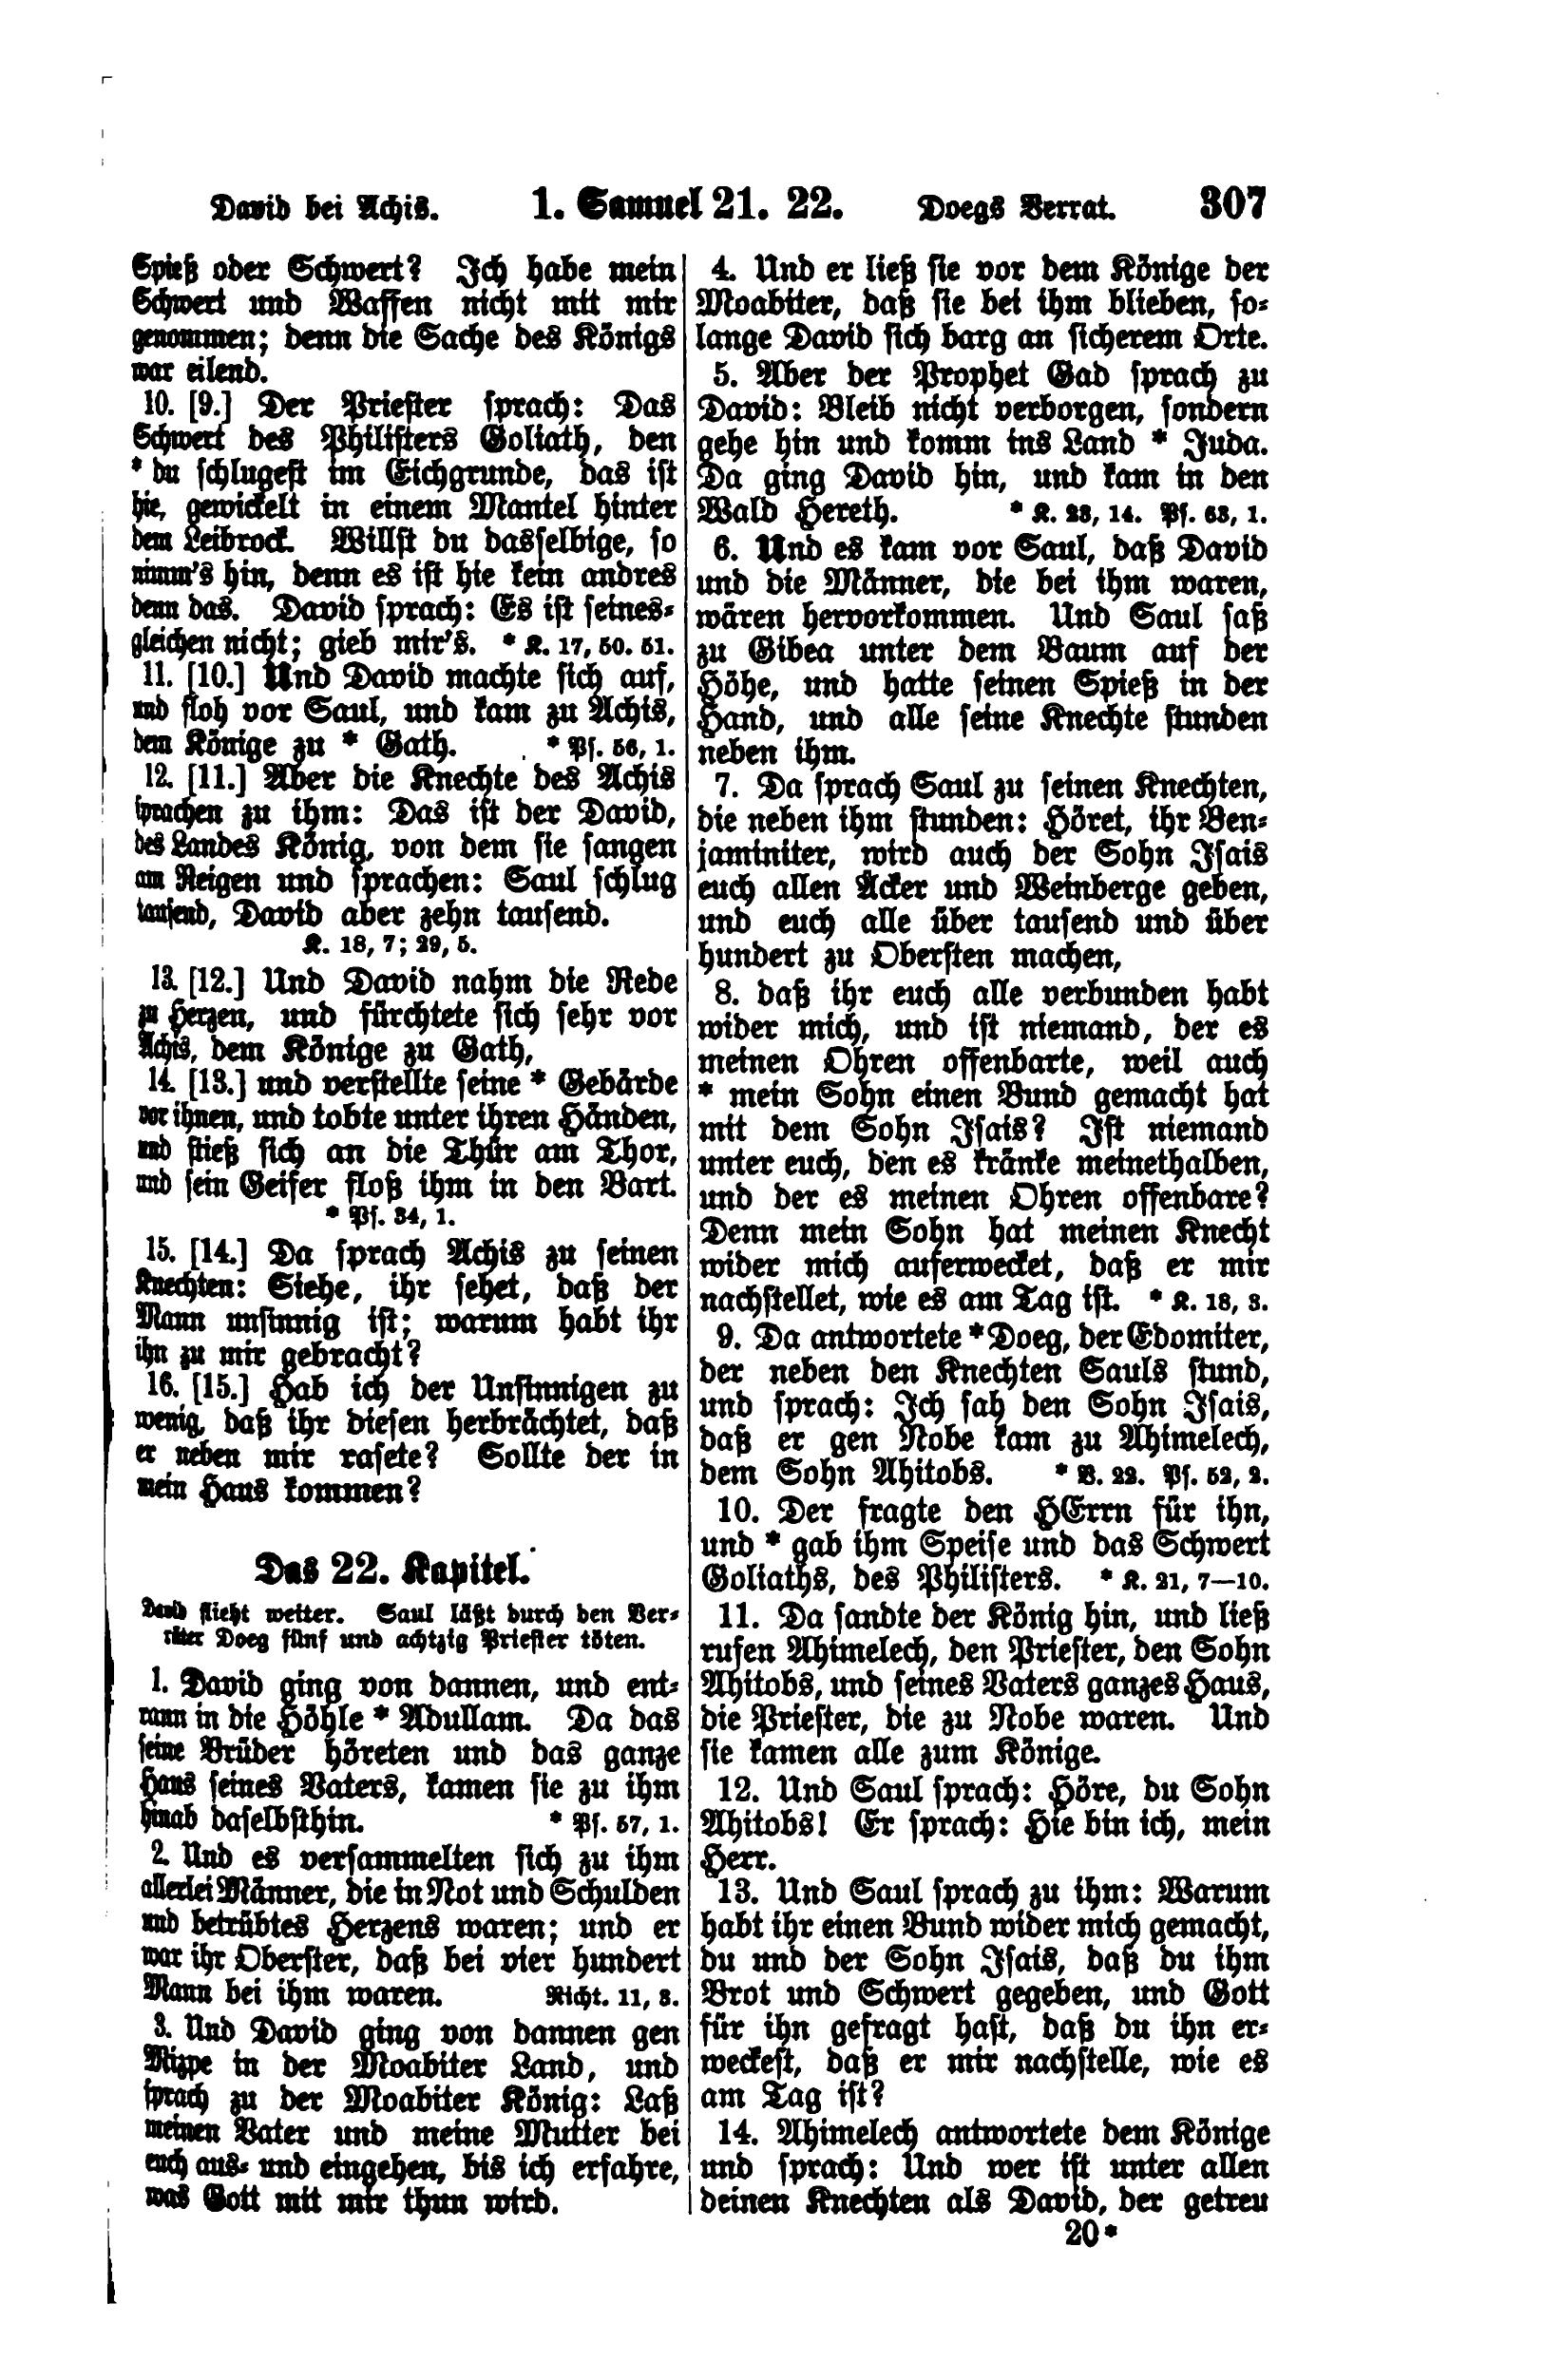 David bei Achis. 1. Samuel 21. 22. Doegs Verrat. 307
Spieß oder Schwert? Ich habe mein
Schwert und Waffen nicht mit mir
genommen; denn die Sache des Königs
war eilend.
10. [9.] Der Priester sprach: Das
Schwert des Philisters Goliath, den
* du schlugest im Eichgrunde, das ist
hie, gewickelt in einem Mantel hinter
dem Leibrock. Willst du dasselbige, so
nimm's hin, denn es ist hie kein andres
denn das. David sprach: Es ist seines-
gleichen nicht; gieb mir's. * K. 17, 50. 51.
11. [10.] Und David machte sich auf,
und floh vor Saul, und kam zu Achis,
dem Könige zu * Gath. * Ps. 56, 1.
12. [11.] Aber die Knechte des Achis
sprachen zu ihm: Das ist der David,
des Landes König, von dem sie sangen
am Reigen und sprachen: Saul schlug
tausend, David aber zehn tausend.
K. 18, 7; 29, 5.
13. [12.] Und David nahm die Rede
zu Herzen, und fürchtete sich sehr vor
Achis, dem Könige zu Gath,
14. [13.] und verstellte seine * Gebärde
vor ihnen, und tobte unter ihren Händen,
und stieß sich an die Thür am Thor,
und sein Geifer floß ihm in den Bart.
* Ps. 34, 1.
15. [14.] Da sprach Achis zu seinen
Knechten: Siehe, ihr sehet, daß der
Mann unsinnig ist; warum habt ihr
ihn zu mir gebracht?
16. [15.] Hab ich der Unsinnigen zu
wenig, daß ihr diesen herbrächtet, daß
er neben mir rasete? Sollte der in
mein Haus kommen?
Das 22. Kapitel.
David flieht weiter. Saul läßt durch den Ver-
räter Doeg fünf und achtzig Priester töten.
1. David ging von dannen, und ent-
rann in die Höhle * Adullam. Da das
seine Brüder höreten und das ganze
Haus seines Vaters, kamen sie zu ihm
hinab daselbsthin. * Ps. 57, 1.
2. Und es versammelten sich zu ihm
allerlei Männer, die in Not und Schulden
und betrübtes Herzens waren; und er
war ihr Oberster, daß bei vier hundert
Mann bei ihm waren. Richt. 11, 3.
3. Und David ging von dannen gen
Mizpe in der Moabiter Land, und
sprach zu der Moabiter König: Laß
meinen Vater und meine Mutter bei
euch aus- und eingehen, bis ich erfahre,
was Gott mit mir thun wird.
4. Und er ließ sie vor dem Könige der
Moabiter, daß sie bei ihm blieben, so-
lange David sich barg an sicherem Orte.
5. Aber der Prophet Gad sprach zu
David: Bleib nicht verborgen, sondern
gehe hin und komm ins Land * Juda.
Da ging David hin, und kam in den
Wald Hereth. * K. 23, 14. Ps. 63, 1.
6. Und es kam vor Saul, daß David
und die Männer, die bei ihm waren,
wären hervorkommen. Und Saul saß
zu Gibea unter dem Baum auf der
Höhe, und hatte seinen Spieß in der
Hand, und alle seine Knechte stunden
neben ihm.
7. Da sprach Saul zu seinen Knechten,
die neben ihm stunden: Höret, ihr Ben-
jaminiter, wird auch der Sohn Isais
euch allen Äcker und Weinberge geben,
und euch alle über tausend und über
hundert zu Obersten machen,
8. daß ihr euch alle verbunden habt
wider mich, und ist niemand, der es
meinen Ohren offenbarte, weil auch
* mein Sohn einen Bund gemacht hat
mit dem Sohn Isais? Ist niemand
unter euch, den es kränke meinethalben,
und der es meinen Ohren offenbare?
Denn mein Sohn hat meinen Knecht
wider mich auferwecket, daß er mir
nachstellet, wie es am Tag ist. * K. 18, 3.
9. Da antwortete * Doeg, der Edomiter,
der neben den Knechten Sauls stund,
und sprach: Ich sah den Sohn Isais,
daß er gen Nobe kam zu Ahimelech,
dem Sohn Ahitobs. * V. 22. Ps. 52, 2.
10. Der fragte den HErrn für ihn,
und * gab ihm Speise und das Schwert
Goliaths, des Philisters. * K. 21, 7—10.
11. Da sandte der König hin, und ließ
rufen Ahimelech, den Priester, den Sohn
Ahitobs, und seines Vaters ganzes Haus,
die Priester, die zu Nobe waren. Und
sie kamen alle zum Könige.
12. Und Saul sprach: Höre, du Sohn
Ahitobs! Er sprach: Hie bin ich, mein
Herr.
13. Und Saul sprach zu ihm: Warum
habt ihr einen Bund wider mich gemacht,
du und der Sohn Isais, daß du ihm
Brot und Schwert gegeben, und Gott
für ihn gefragt hast, daß du ihn er-
weckest, daß er mir nachstelle, wie es
am Tag ist?
14. Ahimelech antwortete dem Könige
und sprach: Und wer ist unter allen
deinen Knechten als David, der getreu
20*